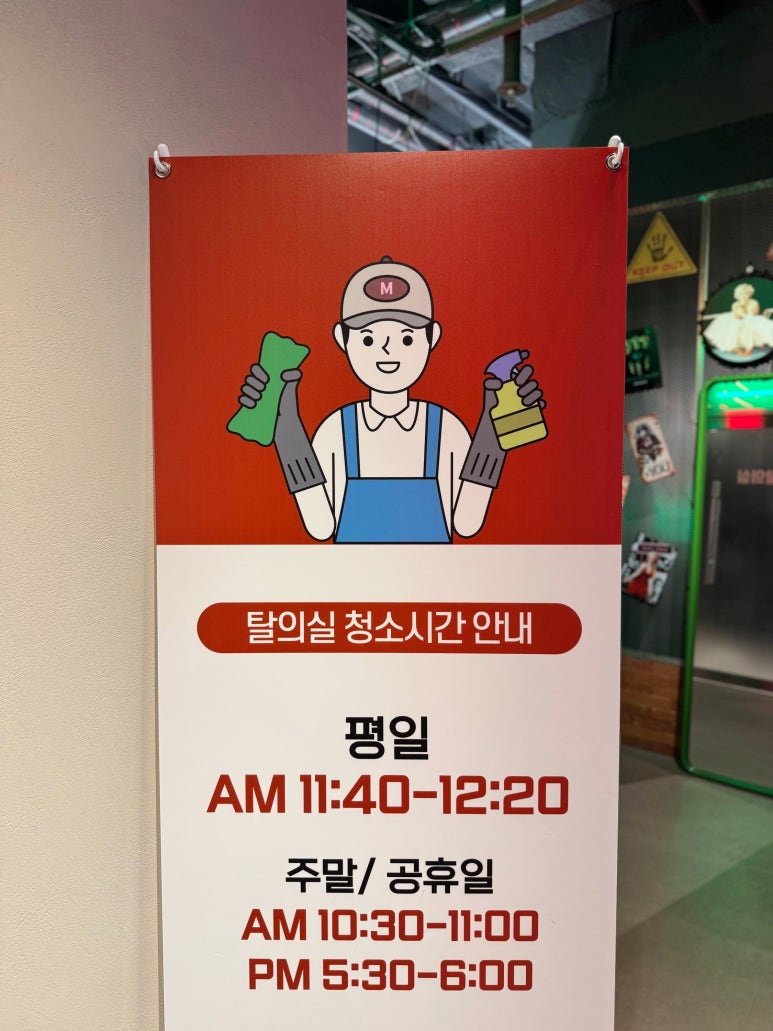 M
KEEP OUT
탈의실 청소시간 안내
평일
AM 11:40-12:20
주말/ 공휴일
AM 10:30-11:00
PM 5:30-6:00